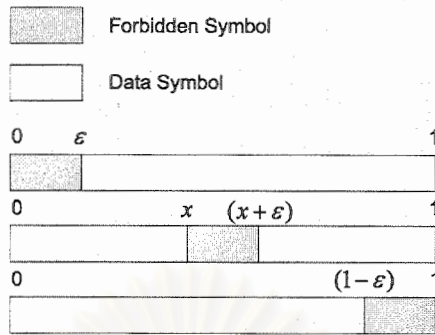 Forbidden Symbol
Data Symbol
0 ε 1
0 x (x+ε) 1
0 (1−ε) 1